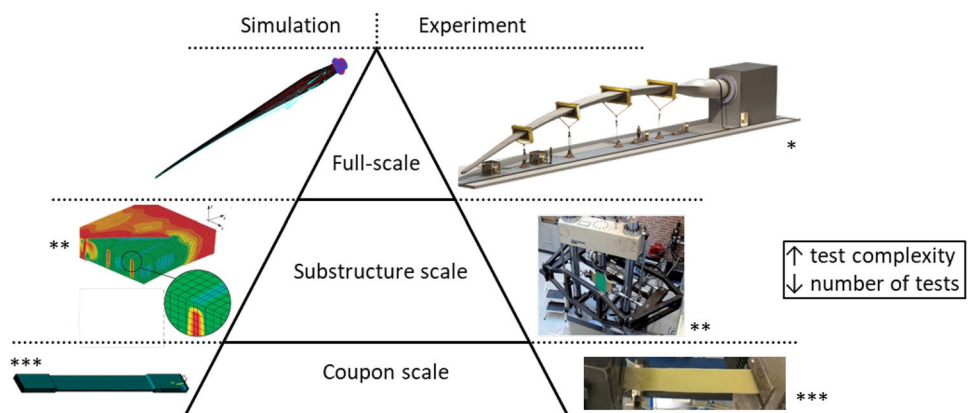 Simulation
Experiment
*
Full-scale
**
Substructure scale
↑ test complexity
↓ number of tests
**
***
Coupon scale
***